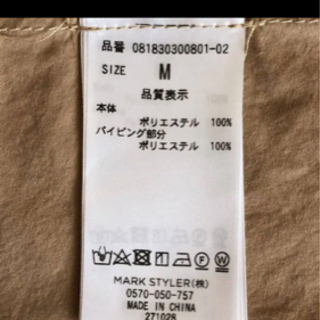 品番 081830300801-02
SIZE M
品質表示
本体
ポリエステル 100%
パイピング部分
ポリエステル 100%
MARK STYLER(株)
0570-050-757
MADE IN CHINA
271028